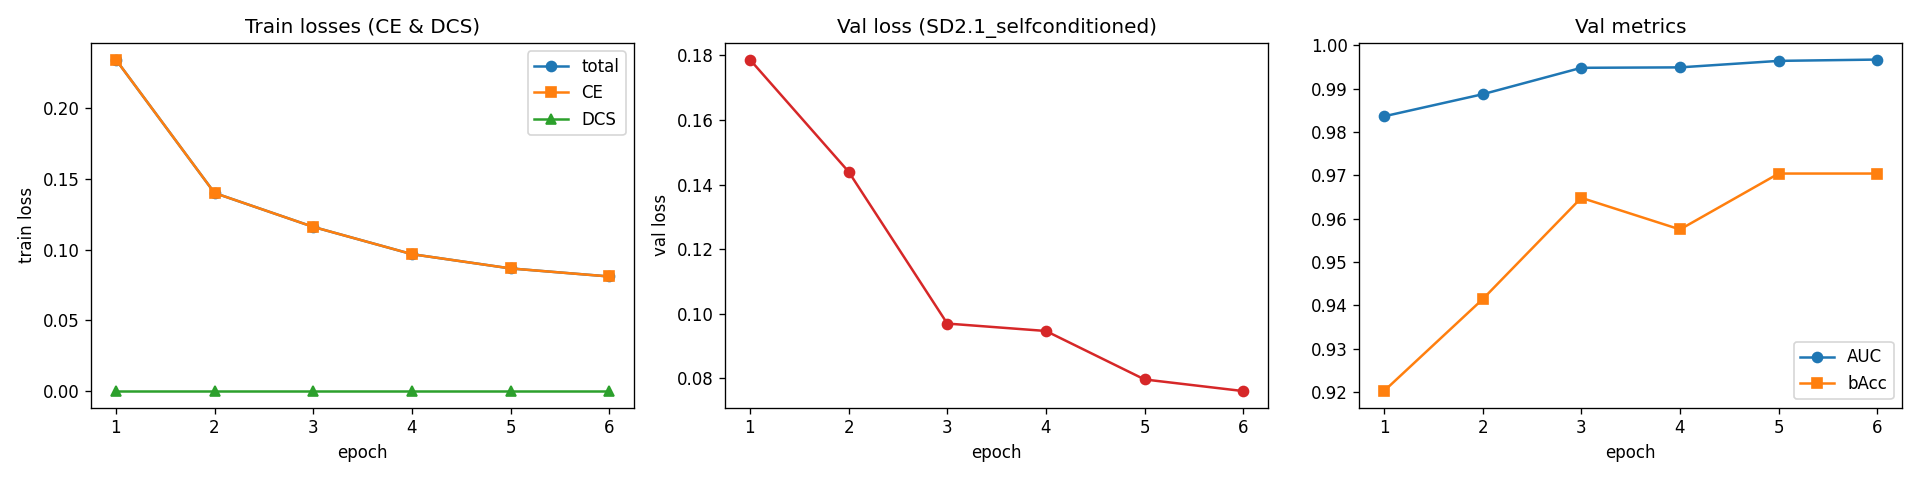 Train losses (CE & DCS)
total
CE
DCS
0.20
0.15
0.10
0.05
0.00
train loss
1 2 3 4 5 6
epoch
Val loss (SD2.1_selfconditioned)
0.18
0.16
0.14
0.12
0.10
0.08
val loss
1 2 3 4 5 6
epoch
Val metrics
1.00
0.99
0.98
0.97
0.96
0.95
0.94
0.93
0.92
AUC
bAcc
1 2 3 4 5 6
epoch